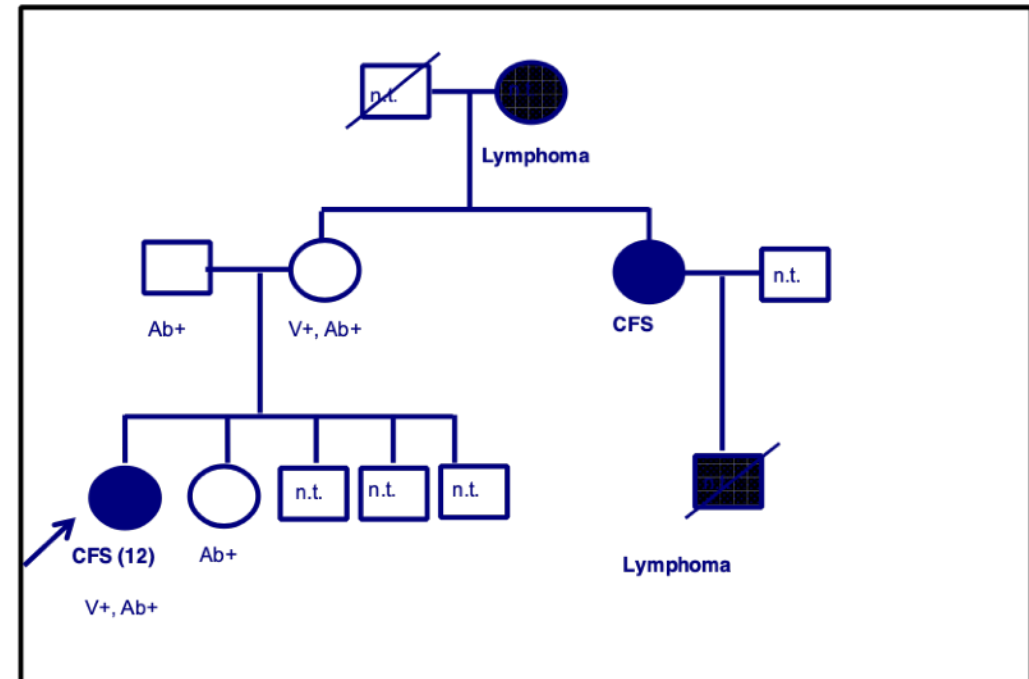 n.t. n.t.
Lymphoma
n.t.
Ab+ V+, Ab+ CFS
n.t. n.t. n.t. n.t.
CFS (12) Ab+ Lymphoma
V+, Ab+